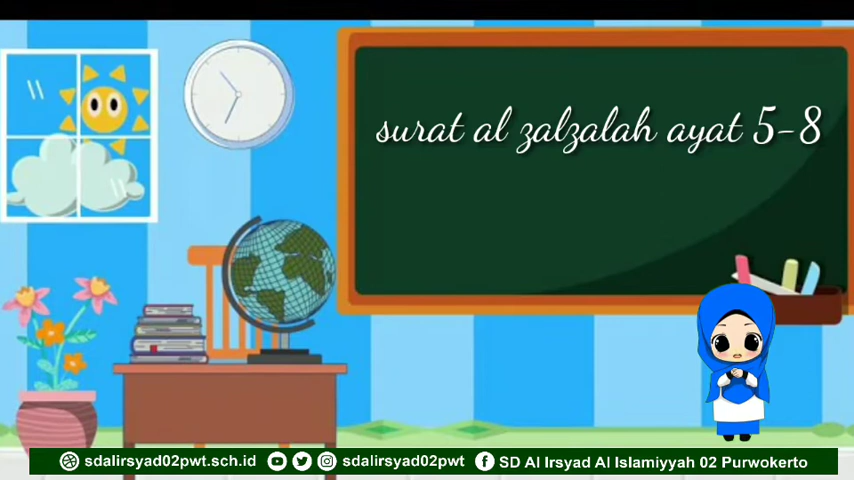 surat al zalzalah ayat 5-8
sdalirsyad02pwt.sch.id sdalirsyad02pwt SD Al Irsyad Al Islamiyyah 02 Purwokerto